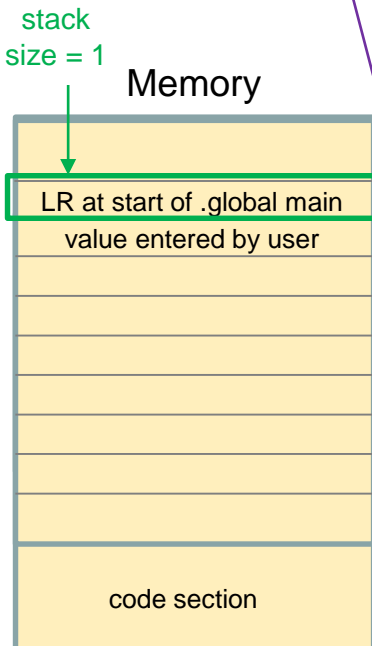 stack
size = 1
Memory
LR at start of .global main
value entered by user
code section